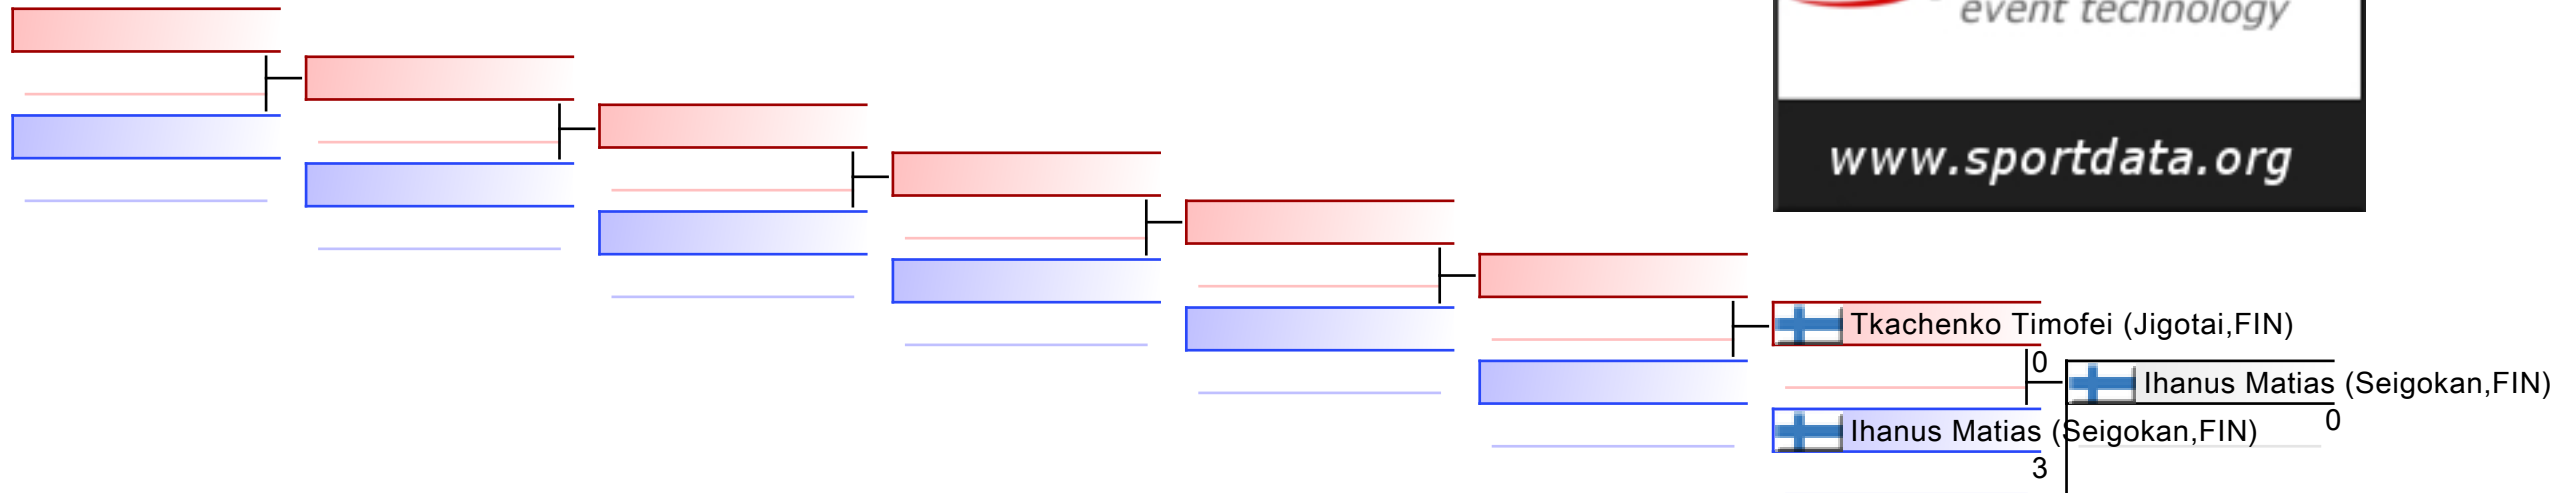 event technology
www.sportdata.org
Tkachenko Timofei (Jigotai,FIN)
0
Ihanus Matias (Seigokan,FIN)
0
Ihanus Matias (Seigokan,FIN)
3